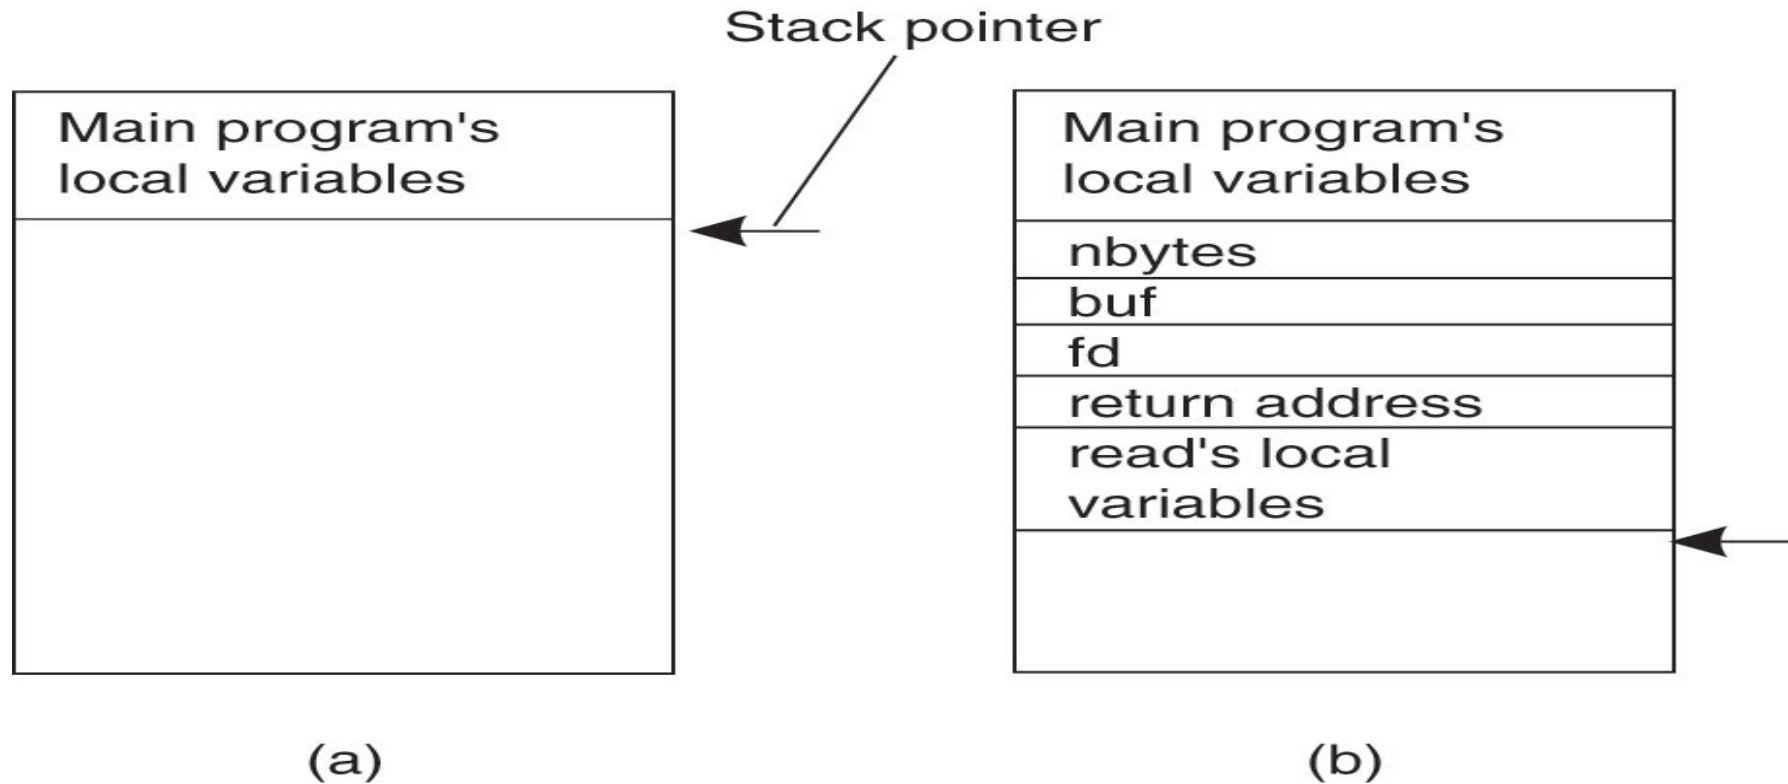 Stack pointer
Main program's
local variables
Main program's
local variables
nbytes
buf
fd
return address
read's local
variables
(a)
(b)